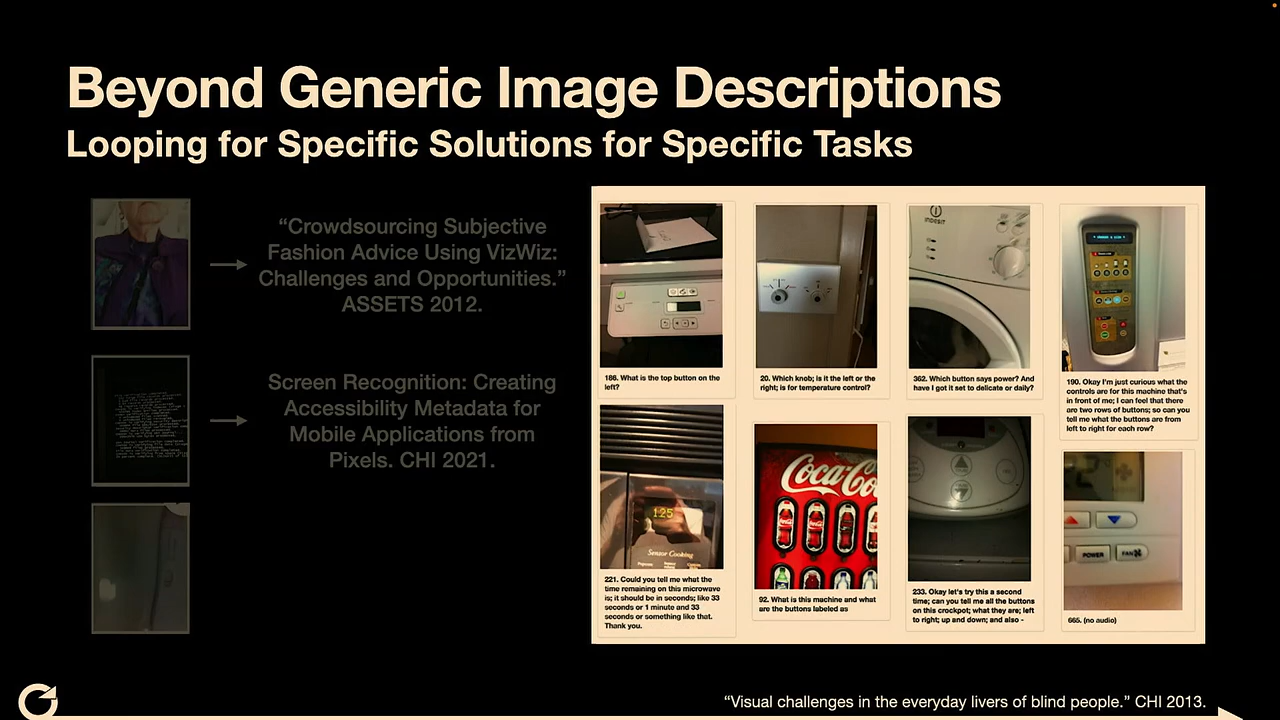 Beyond Generic Image Descriptions
Looping for Specific Solutions for Specific Tasks
“Crowdsourcing Subjective
Fashion Advice Using VizWiz:
Challenges and Opportunities.”
ASSETS 2012.
Screen Recognition: Creating
Accessibility Metadata for
Mobile Applications from
Pixels. CHI 2021.
186. What is the top button on the
left?
20. Which knob; is it the left or the
right; is for temperature control?
INDESIT
362. Which button says power? And
have I got it set to delicate or daily?
190. Okay I'm just curious what the
controls are for this machine that's
in front of me; I can feel that there
are two rows of buttons; so can you
tell me what the buttons are from
left to right for each row?
125
Sensor Cooking
221. Could you tell me what the
time remaining on this microwave
is; it should be in seconds; like 33
seconds or 1 minute and 33
seconds or something like that.
Thank you.
Coca-Co
92. What is this machine and what
are the buttons labeled as
233. Okay let's try this a second
time; can you tell me all the buttons
on this crockpot; what they are; left
to right; up and down; and also -
POWER
FAN
665. (no audio)
“Visual challenges in the everyday livers of blind people.” CHI 2013.